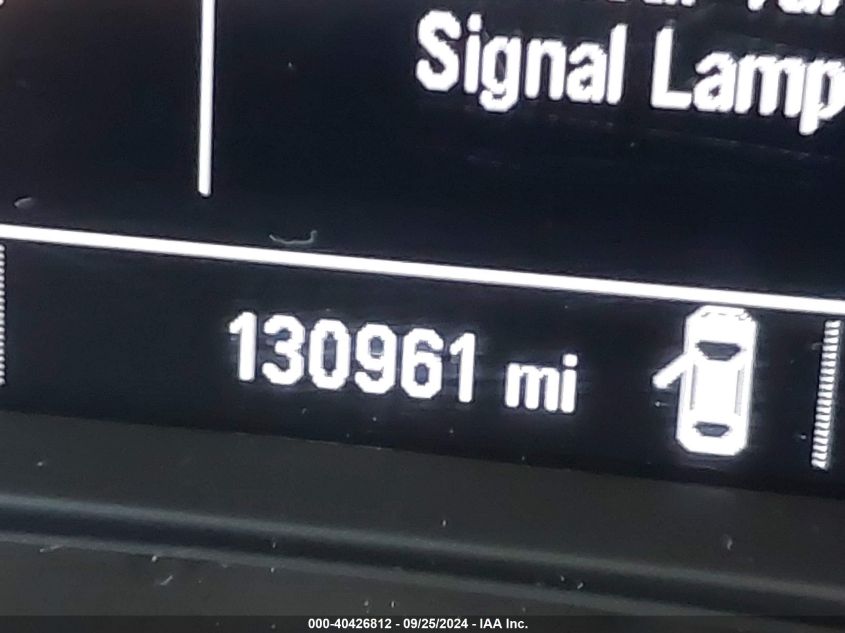 Signal Lamp
130961 mi
000-40426812 - 09/25/2024 - IAA Inc.